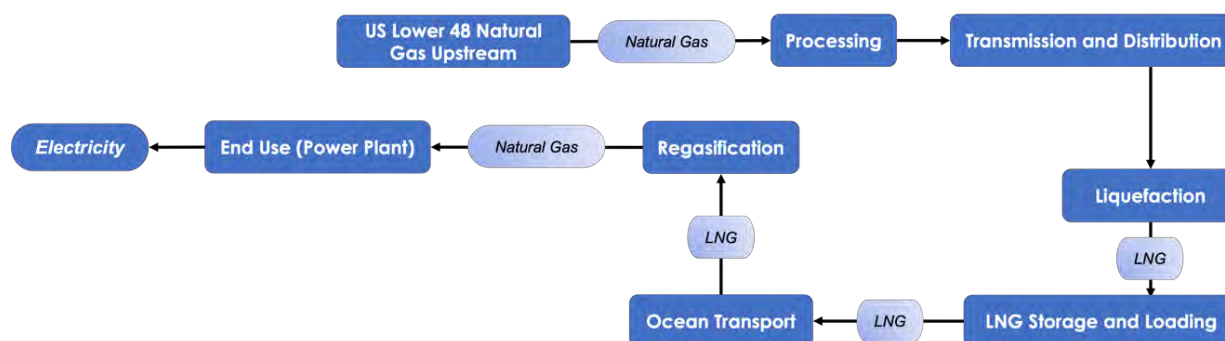 US Lower 48 Natural
Gas Upstream
Natural Gas
Processing
Transmission and Distribution
Electricity
End Use (Power Plant)
Natural Gas
Regasification
Liquefaction
LNG
LNG
Ocean Transport
LNG
LNG Storage and Loading